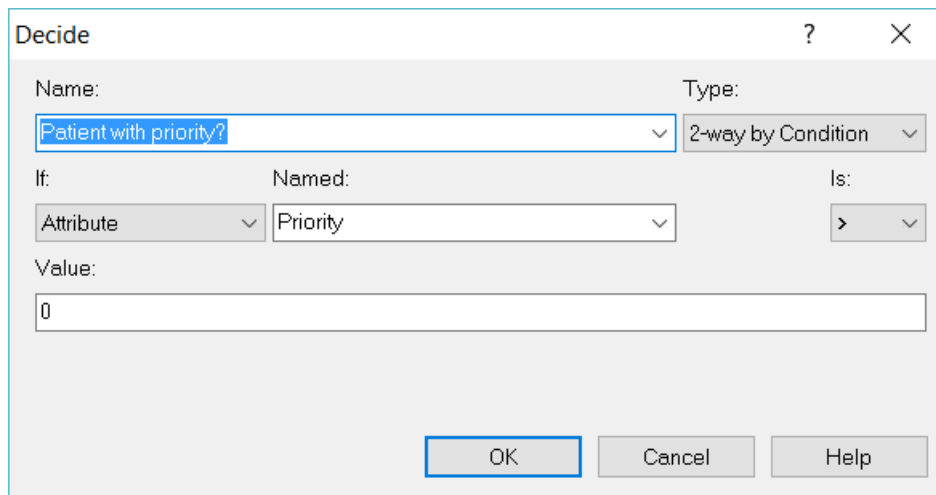 Decide ?
Name: Type:
Patient with priority? 2-way by Condition
If: Named: Is:
Attribute Priority >
Value:
0
OK Cancel Help